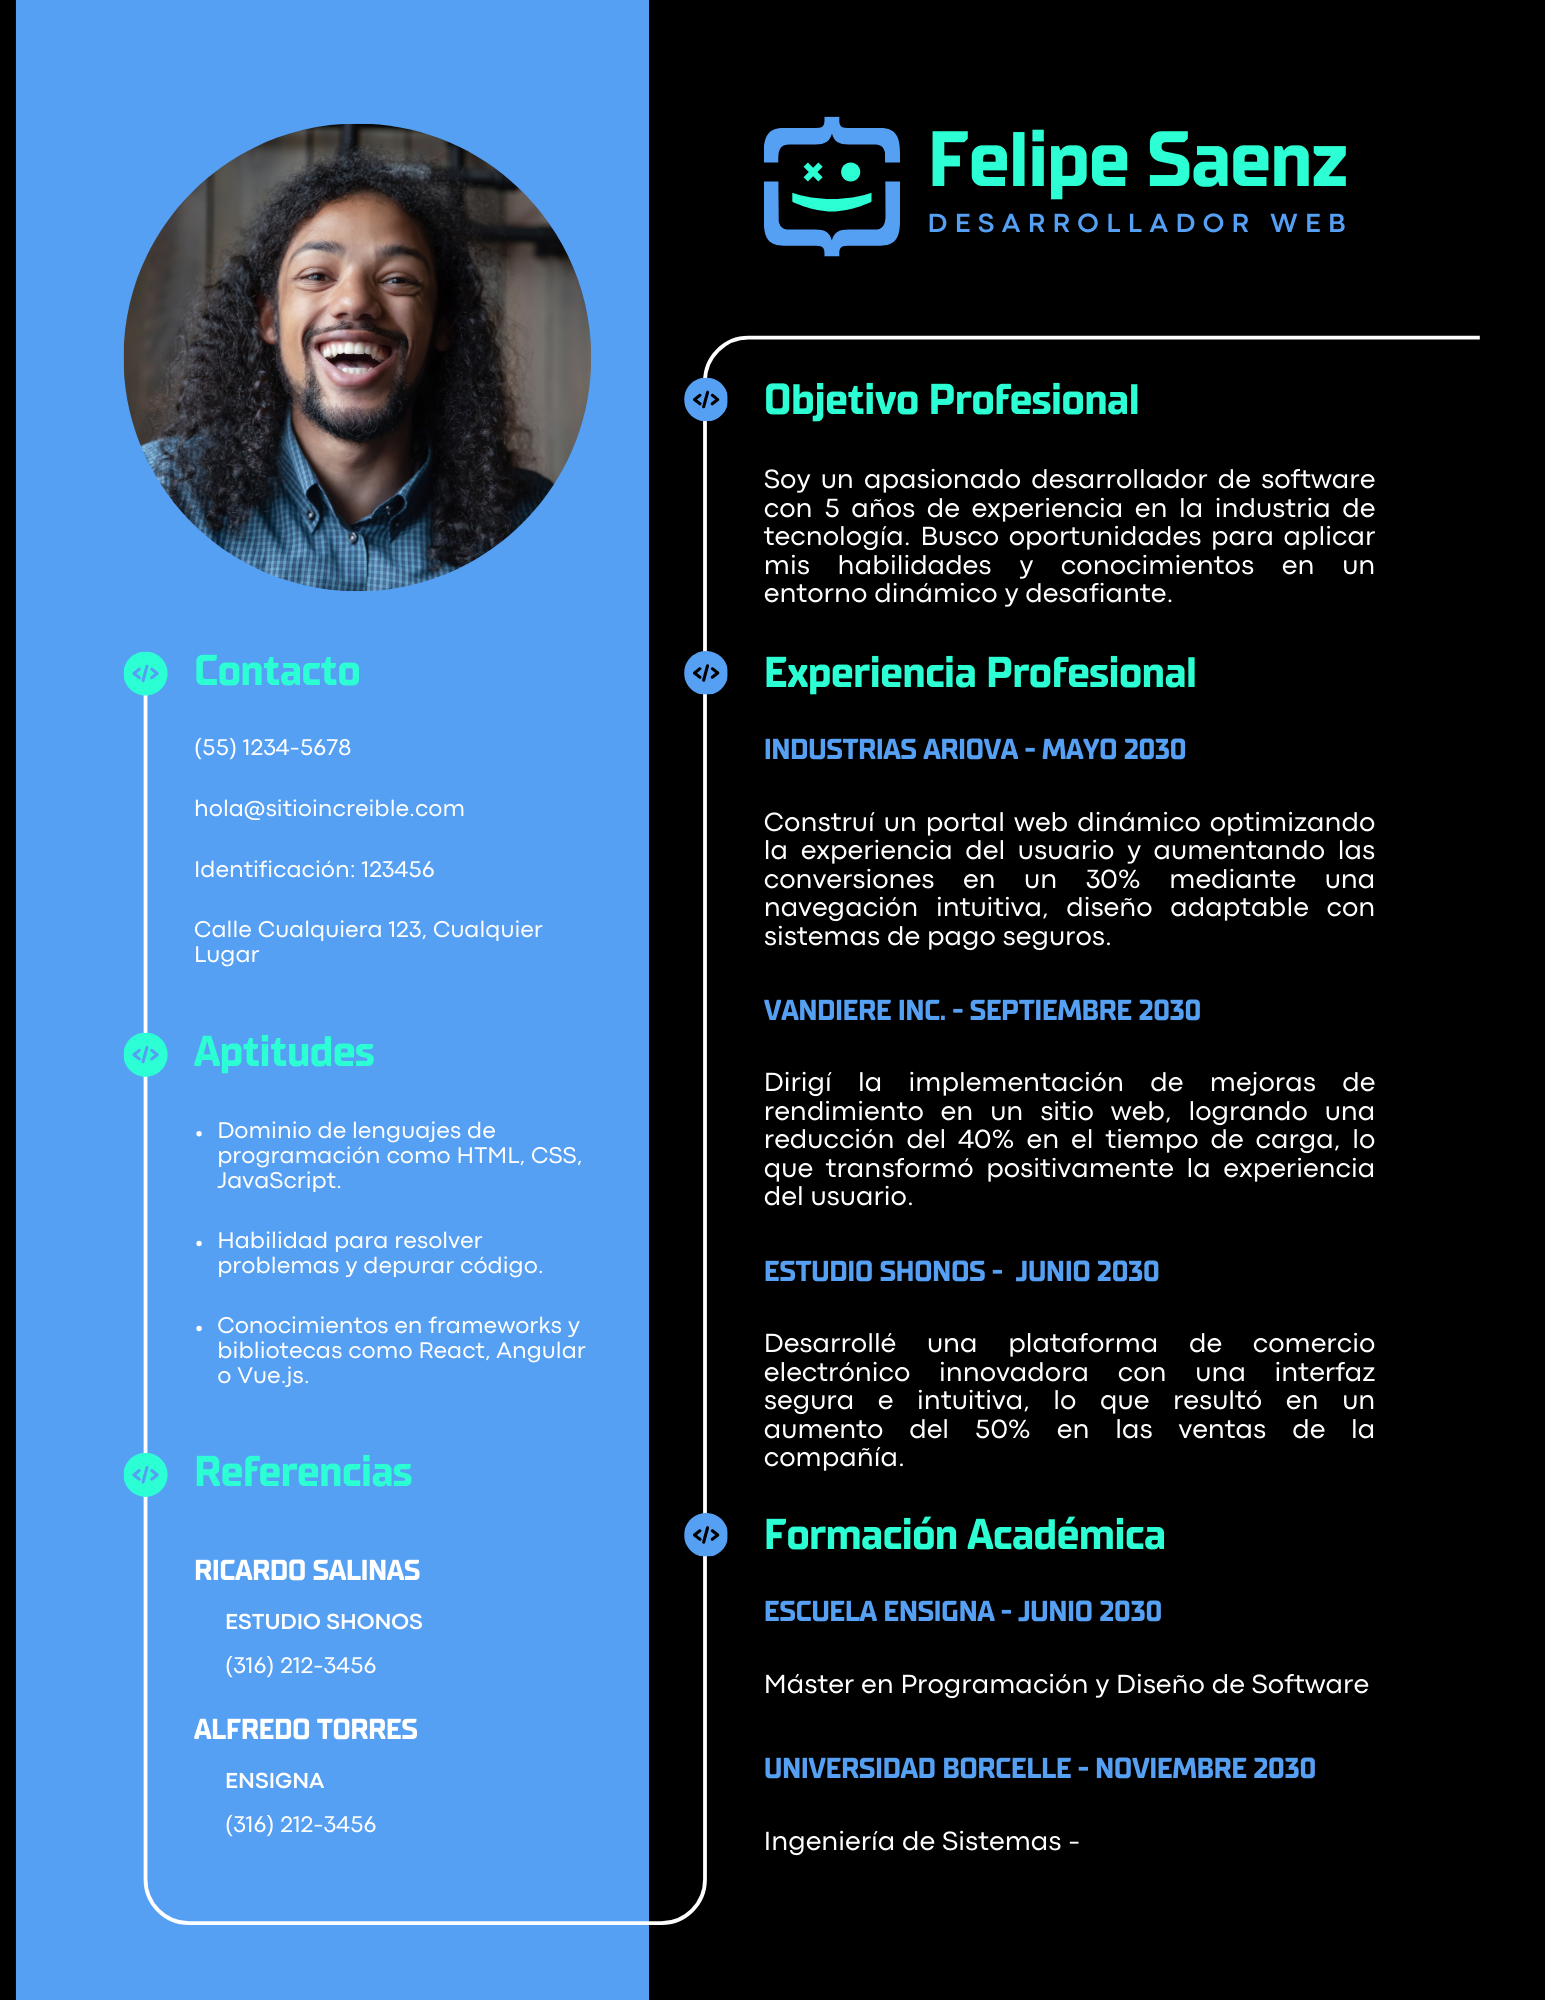 Felipe Saenz
DESARROLLADOR WEB
Contacto
(55) 1234-5678
hola@sitioincreible.com
Identificación: 123456
Calle Cualquiera 123, Cualquier
Lugar
Aptitudes
• Dominio de lenguajes de
programación como HTML, CSS,
JavaScript.
• Habilidad para resolver
problemas y depurar código.
• Conocimientos en frameworks y
bibliotecas como React, Angular
o Vue.js.
Referencias
RICARDO SALINAS
ESTUDIO SHONOS
(316) 212-3456
ALFREDO TORRES
ENSIGNA
(316) 212-3456
Objetivo Profesional
Soy un apasionado desarrollador de software
con 5 años de experiencia en la industria de
tecnología. Busco oportunidades para aplicar
mis habilidades y conocimientos en un
entorno dinámico y desafiante.
Experiencia Profesional
INDUSTRIAS ARIOVA - MAYO 2030
Construí un portal web dinámico optimizando
la experiencia del usuario y aumentando las
conversiones en un 30% mediante una
navegación intuitiva, diseño adaptable con
sistemas de pago seguros.
VANDIERE INC. - SEPTIEMBRE 2030
Dirigí la implementación de mejoras de
rendimiento en un sitio web, logrando una
reducción del 40% en el tiempo de carga, lo
que transformó positivamente la experiencia
del usuario.
ESTUDIO SHONOS - JUNIO 2030
Desarrollé una plataforma de comercio
electrónico innovadora con una interfaz
segura e intuitiva, lo que resultó en un
aumento del 50% en las ventas de la
compañía.
Formación Académica
ESCUELA ENSIGNA - JUNIO 2030
Máster en Programación y Diseño de Software
UNIVERSIDAD BORCELLE - NOVIEMBRE 2030
Ingeniería de Sistemas -